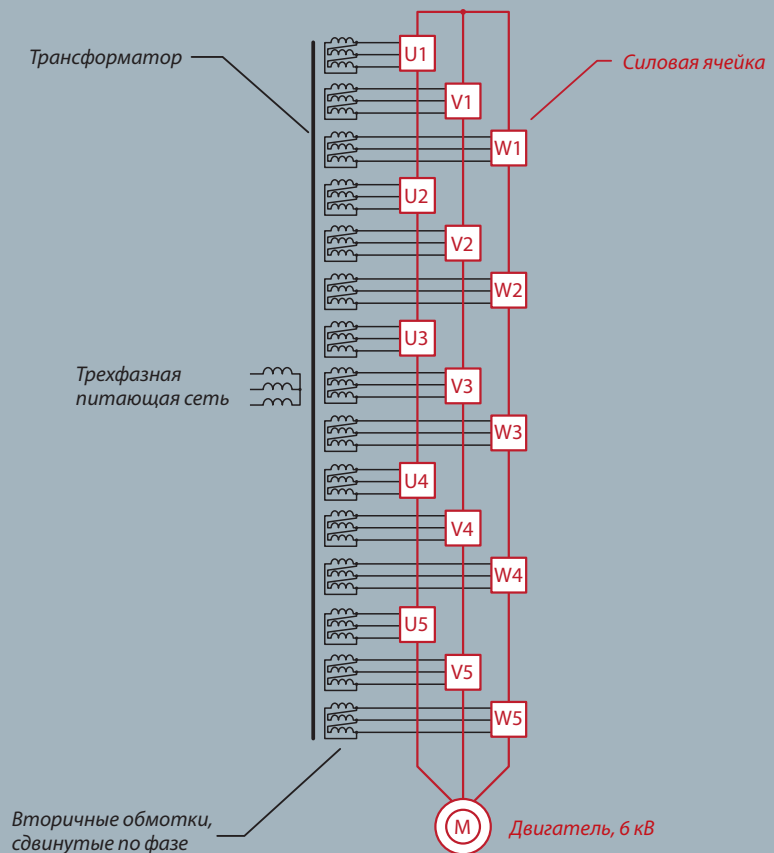 Трансформатор
Силовая ячейка
U1
V1
W1
U2
V2
W2
U3
Трехфазная
питающая сеть
V3
W3
U4
V4
W4
U5
V5
W5
Вторичные обмотки,
сдвинутые по фазе
M
Двигатель, 6 кВ